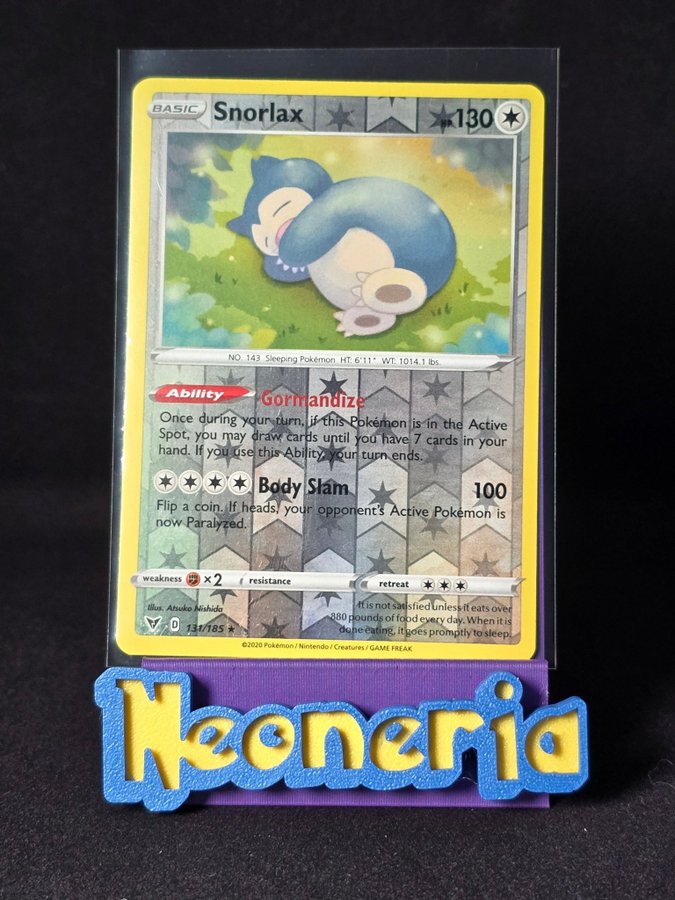 BASIC Snorlax HP 130
NO. 143 Sleeping Pokémon HT: 6'11" WT: 1014.1 lbs.
Ability Gormandize
Once during your turn, if this Pokémon is in the Active
Spot, you may draw cards until you have 7 cards in your
hand. If you use this Ability, your turn ends.
Body Slam 100
Flip a coin. If heads, your opponent's Active Pokémon is
now Paralyzed.
weakness ×2 resistance retreat
Illus. Atsuko Nishida
It is not satisfied unless it eats over
880 pounds of food every day. When it is
done eating, it goes promptly to sleep.
D 131/185 ★
©2020 Pokémon / Nintendo / Creatures / GAME FREAK
Neoneria